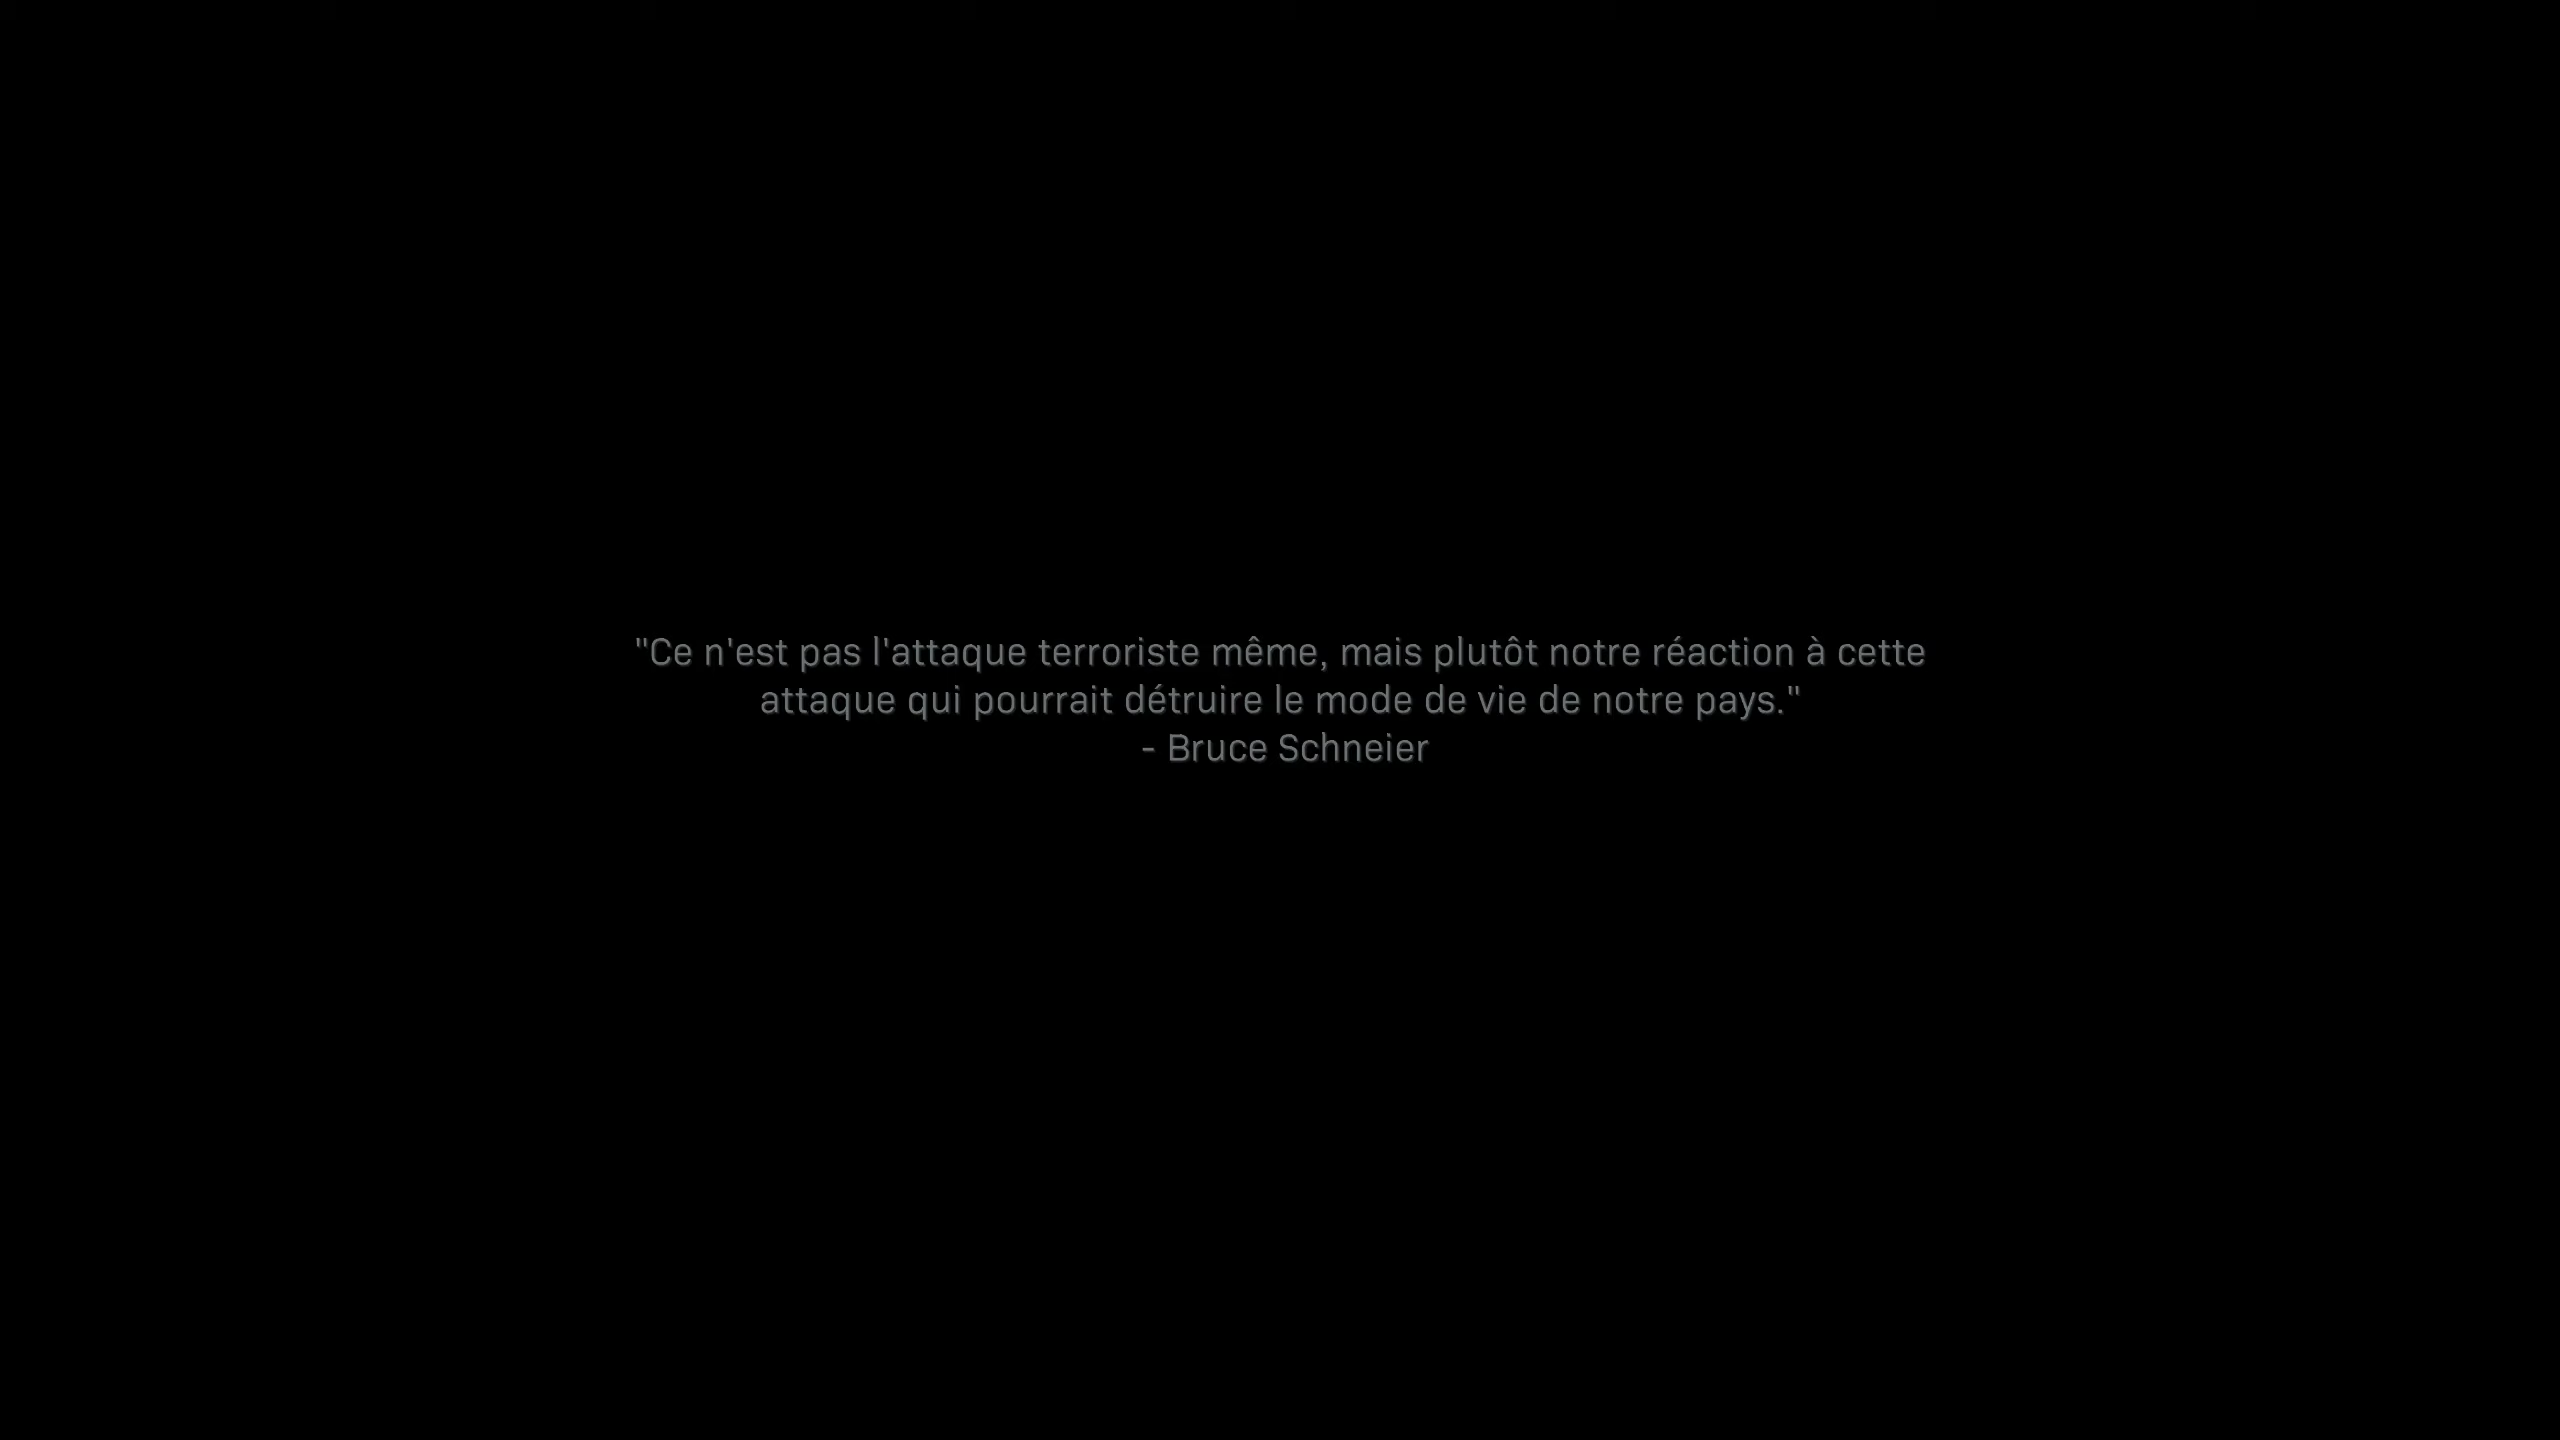 "Ce n'est pas l'attaque terroriste même, mais plutôt notre réaction à cette
attaque qui pourrait détruire le mode de vie de notre pays."
- Bruce Schneier